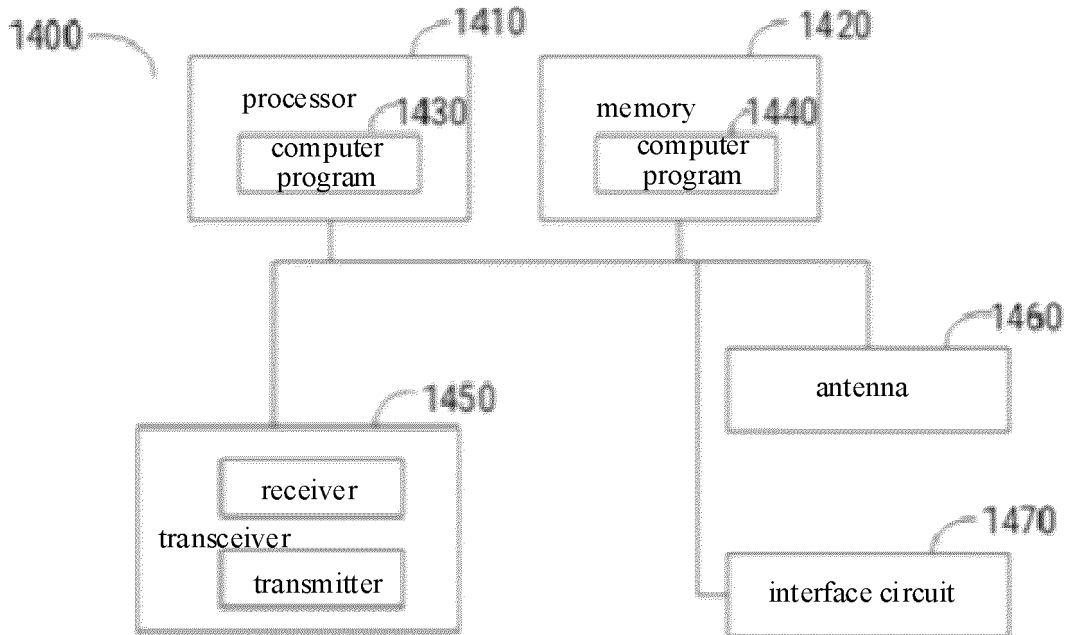 1400
1410
1420
processor
1430
computer
program
memory
1440
computer
program
1460
antenna
1450
receiver
transceiver
transmitter
1470
interface circuit